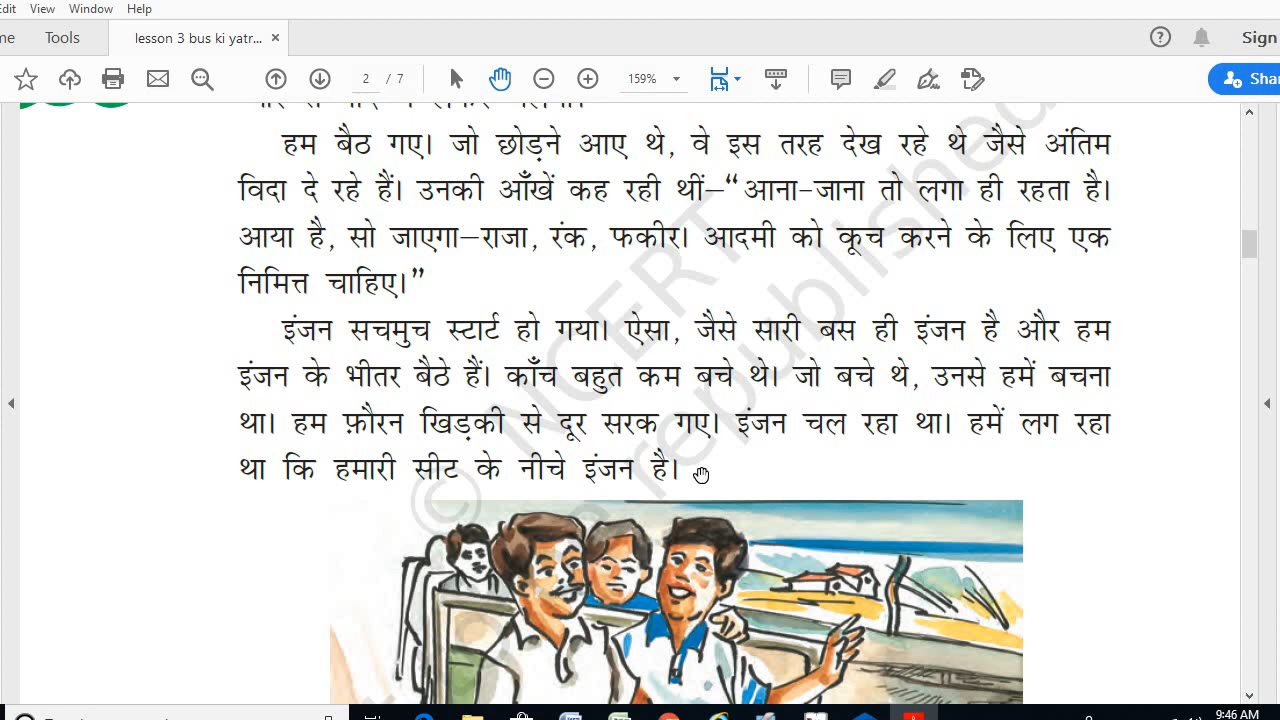 Edit View Window Help
me Tools lesson 3 bus ki yatr... × Sign
2 / 7 159% Shar
हम बैठ गए। जो छोड़ने आए थे, वे इस तरह देख रहे थे जैसे अंतिम
विदा दे रहे हैं। उनकी आँखें कह रही थीं—“आना-जाना तो लगा ही रहता है।
आया है, सो जाएगा—राजा, रंक, फकीर। आदमी को कूच करने के लिए एक
निमित्त चाहिए।”
इंजन सचमुच स्टार्ट हो गया। ऐसा, जैसे सारी बस ही इंजन है और हम
इंजन के भीतर बैठे हैं। काँच बहुत कम बचे थे। जो बचे थे, उनसे हमें बचना
था। हम फ़ौरन खिड़की से दूर सरक गए। इंजन चल रहा था। हमें लग रहा
था कि हमारी सीट के नीचे इंजन है।
© NCERT
republished
9:46 AM